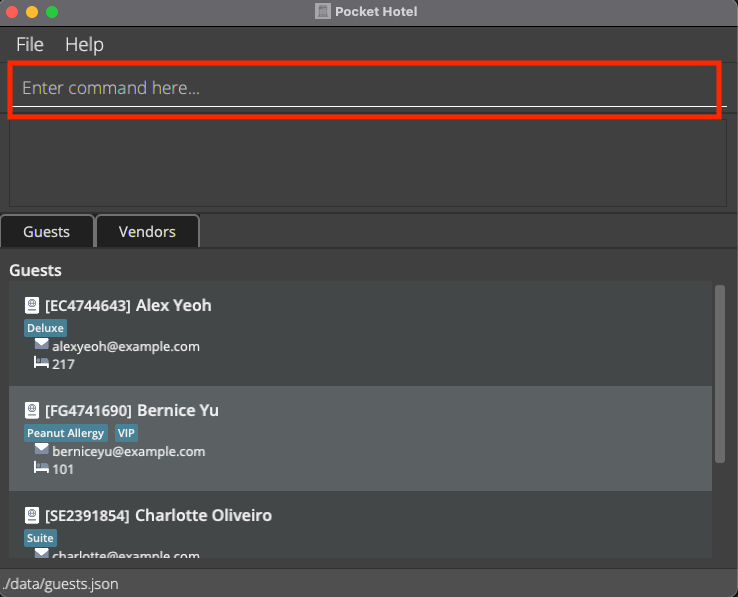 Pocket Hotel
File Help
Enter command here...
Guests Vendors
Guests
[EC4744643] Alex Yeoh
Deluxe
alexyeoh@example.com
217
[FG4741690] Bernice Yu
Peanut Allergy VIP
berniceyu@example.com
101
[SE2391854] Charlotte Oliveiro
Suite
charlotte@example.com
./data/guests.json